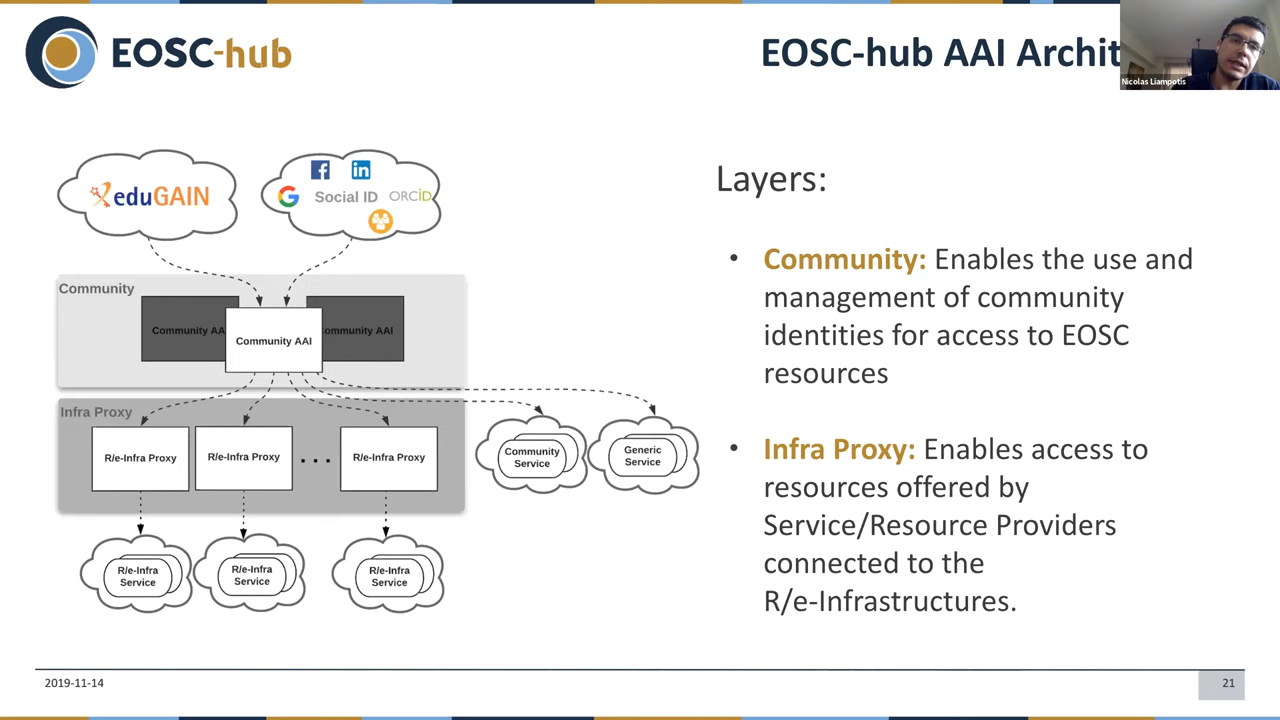 EOSC-hub
EOSC-hub AAI Archit
Nicolas Liampotis
eduGAIN
Social ID
ORCID
Community
Community AA
Community AAI
ommunity AAI
Infra Proxy
R/e-Infra Proxy
R/e-Infra Proxy
...
R/e-Infra Proxy
Community
Service
Generic
Service
R/e-Infra
Service
R/e-Infra
Service
R/e-Infra
Service
Layers:
• Community: Enables the use and
management of community
identities for access to EOSC
resources
• Infra Proxy: Enables access to
resources offered by
Service/Resource Providers
connected to the
R/e-Infrastructures.
2019-11-14
21